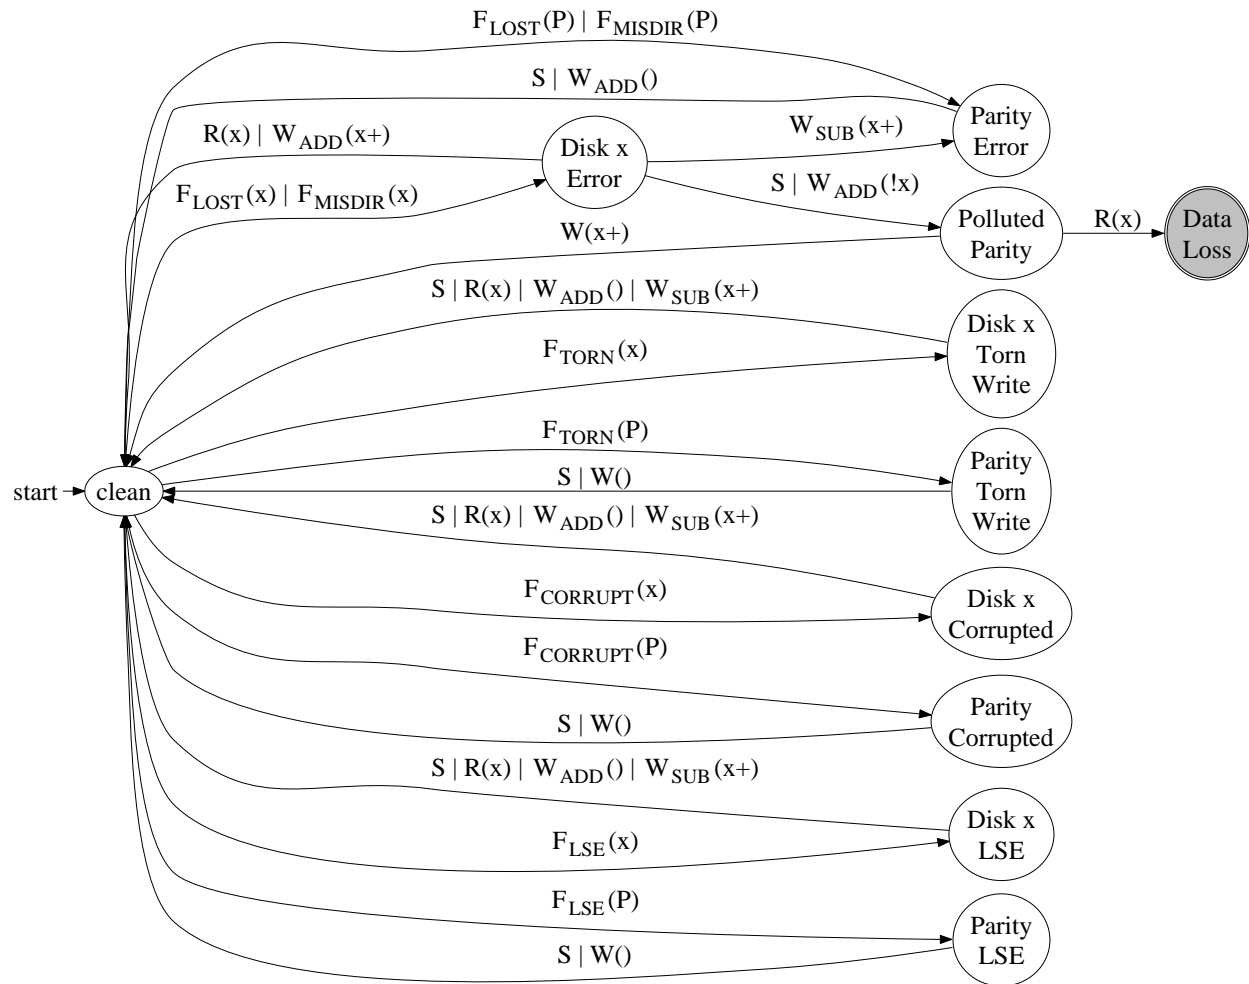 F_LOST(P) | F_MISDIR(P)
S | W_ADD()
R(x) | W_ADD(x+)
F_LOST(x) | F_MISDIR(x)
Disk x
Error
W_SUB(x+)
Parity
Error
S | W_ADD(!x)
W(x+)
Polluted
Parity
R(x)
Data
Loss
S | R(x) | W_ADD() | W_SUB(x+)
F_TORN(x)
Disk x
Torn
Write
F_TORN(P)
S | W()
Parity
Torn
Write
start
clean
S | R(x) | W_ADD() | W_SUB(x+)
F_CORRUPT(x)
Disk x
Corrupted
F_CORRUPT(P)
S | W()
Parity
Corrupted
S | R(x) | W_ADD() | W_SUB(x+)
F_LSE(x)
Disk x
LSE
F_LSE(P)
S | W()
Parity
LSE